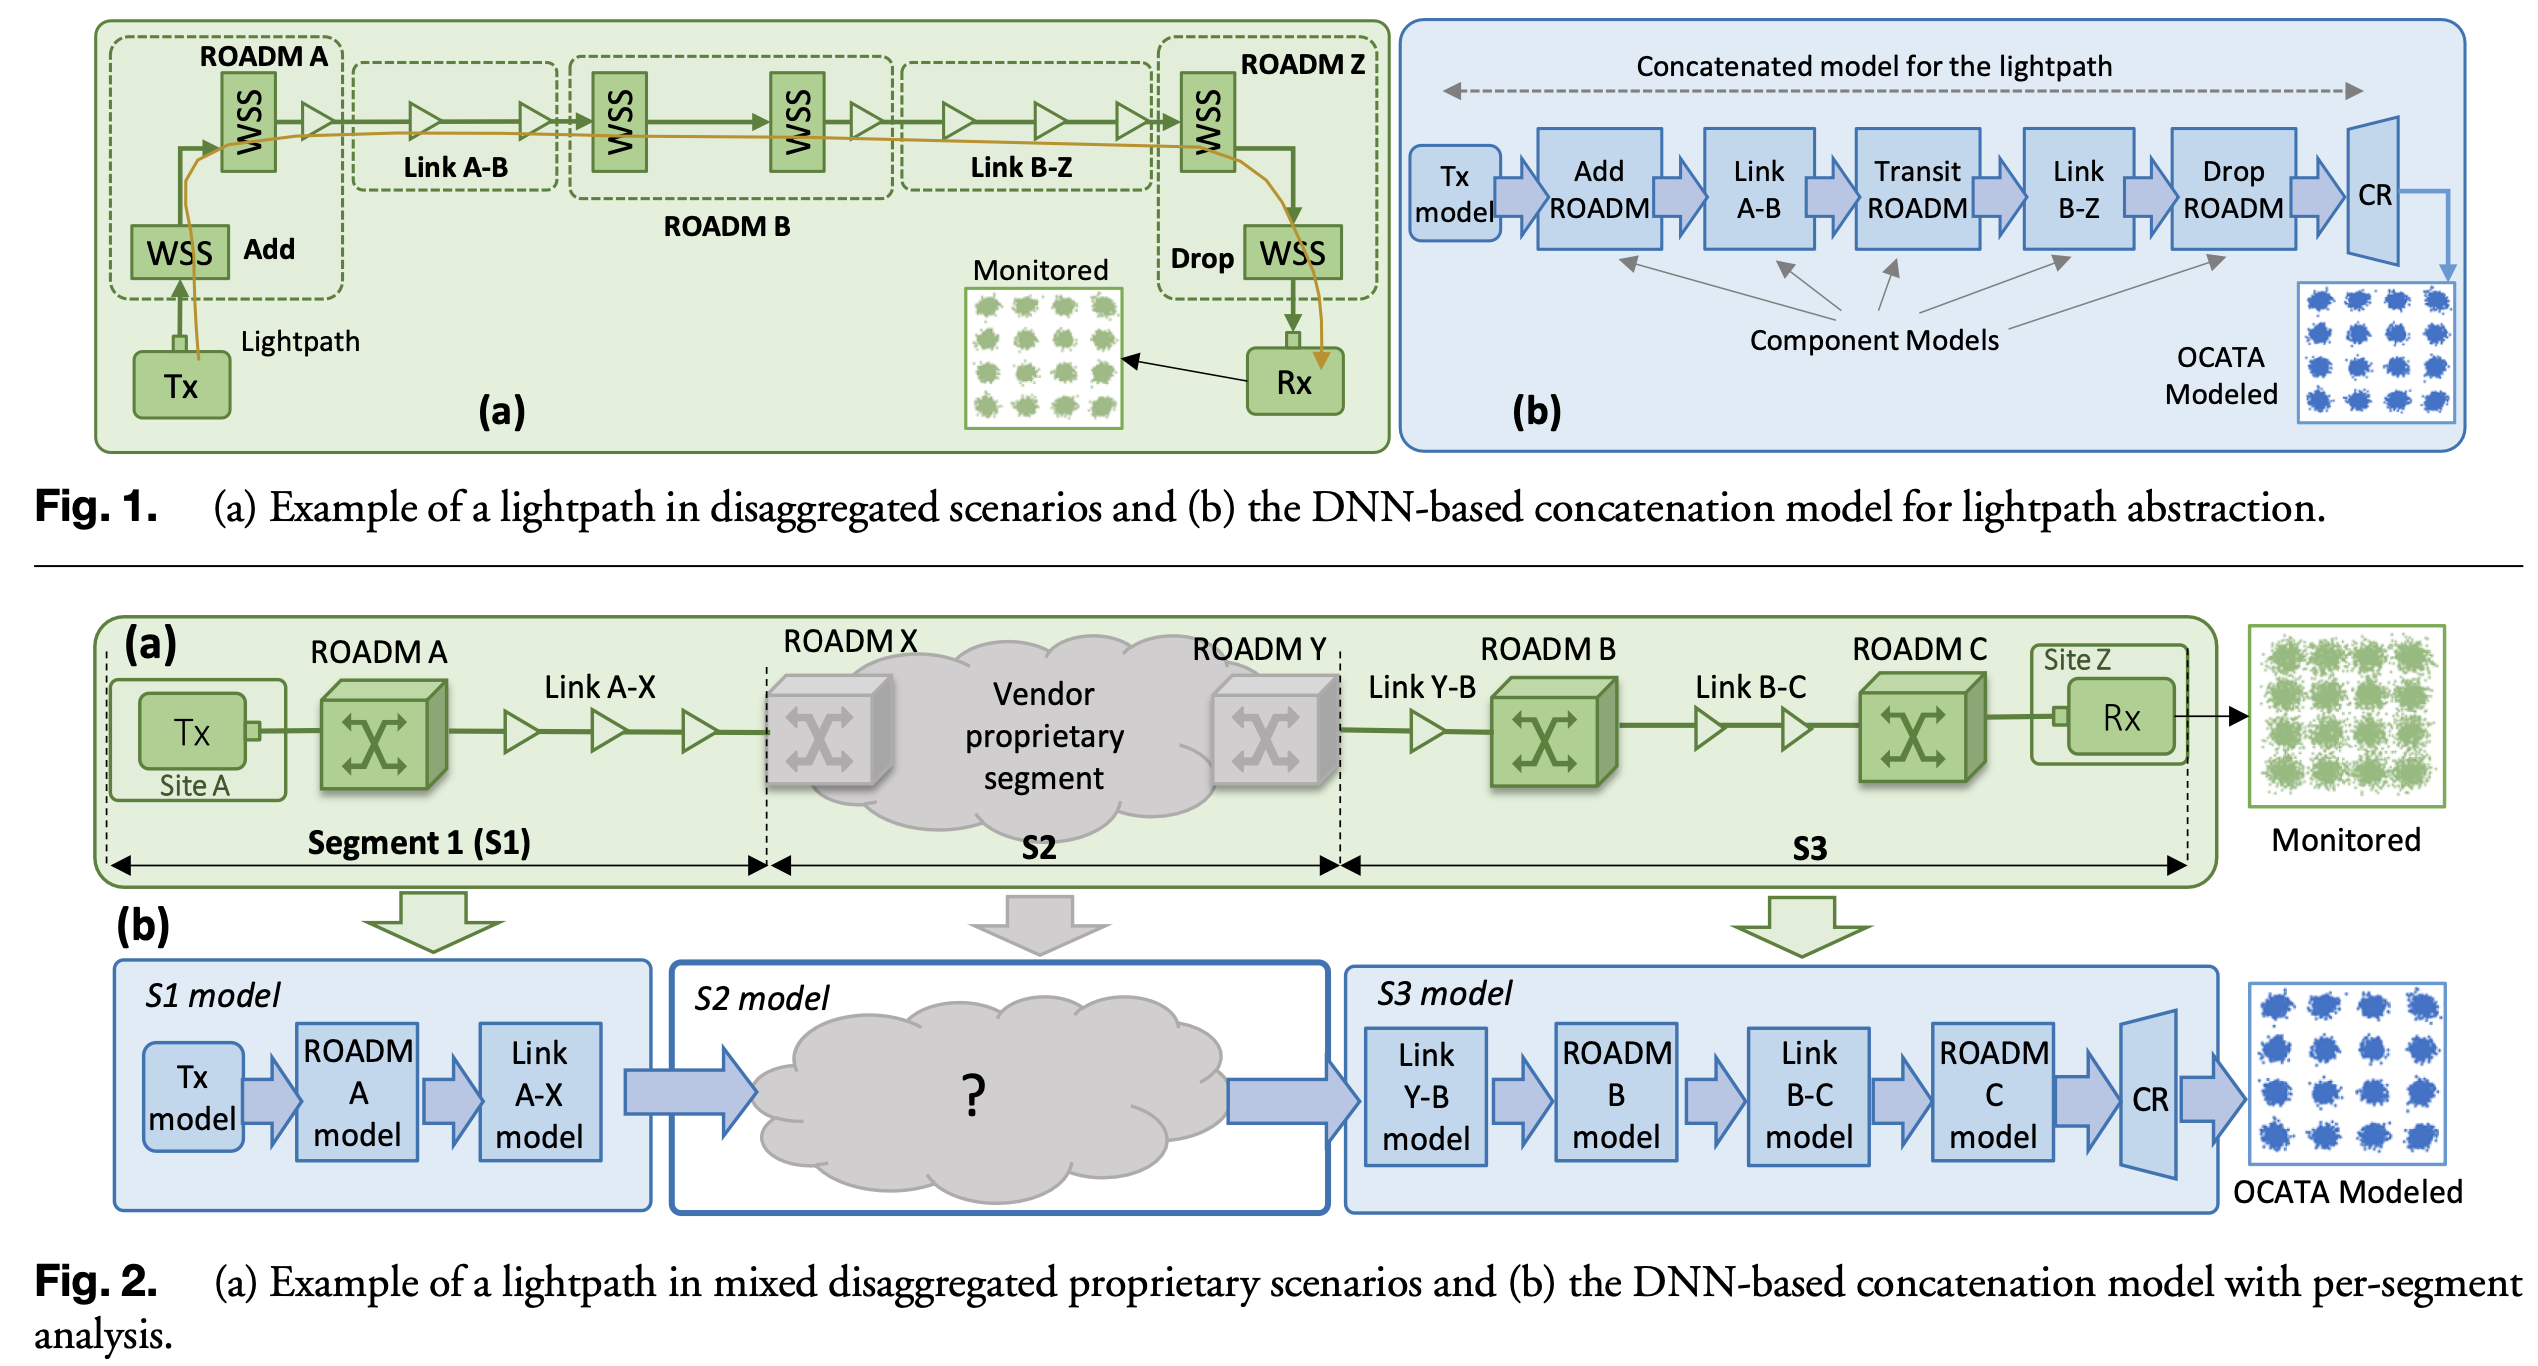 ROADM A
WSS
WSS
Add
Tx
Lightpath
Link A-B
WSS
WSS
ROADM B
Link B-Z
ROADM Z
WSS
Drop
WSS
Rx
Monitored
(a)
Concatenated model for the lightpath
Tx
model
Add
ROADM
Link
A-B
Transit
ROADM
Link
B-Z
Drop
ROADM
CR
Component Models
OCATA
Modeled
(b)
Fig. 1. (a) Example of a lightpath in disaggregated scenarios and (b) the DNN-based concatenation model for lightpath abstraction.
(a)
Tx
Site A
ROADM A
Link A-X
ROADM X
Vendor
proprietary
segment
ROADM Y
Link Y-B
ROADM B
Link B-C
ROADM C
Site Z
Rx
Monitored
Segment 1 (S1)
S2
S3
(b)
S1 model
Tx
model
ROADM
A
model
Link
A-X
model
S2 model
?
S3 model
Link
Y-B
model
ROADM
B
model
Link
B-C
model
ROADM
C
model
CR
OCATA Modeled
Fig. 2. (a) Example of a lightpath in mixed disaggregated proprietary scenarios and (b) the DNN-based concatenation model with per-segment
analysis.